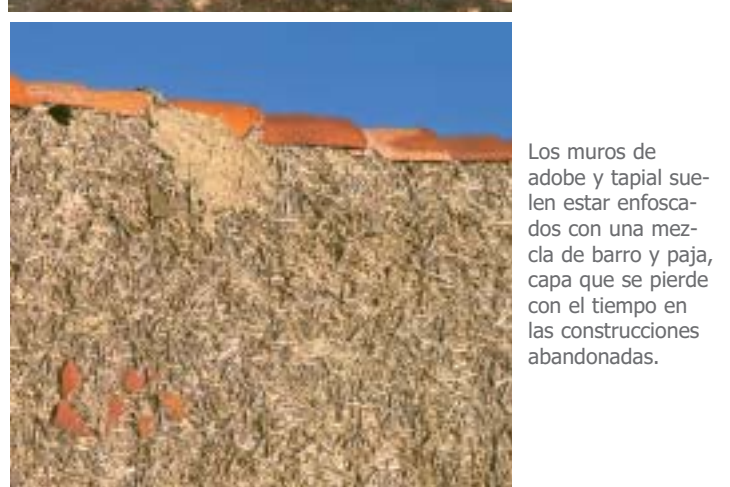 Los muros de
adobe y tapial sue-
len estar enfosca-
dos con una mez-
cla de barro y paja,
capa que se pierde
con el tiempo en
las construcciones
abandonadas.